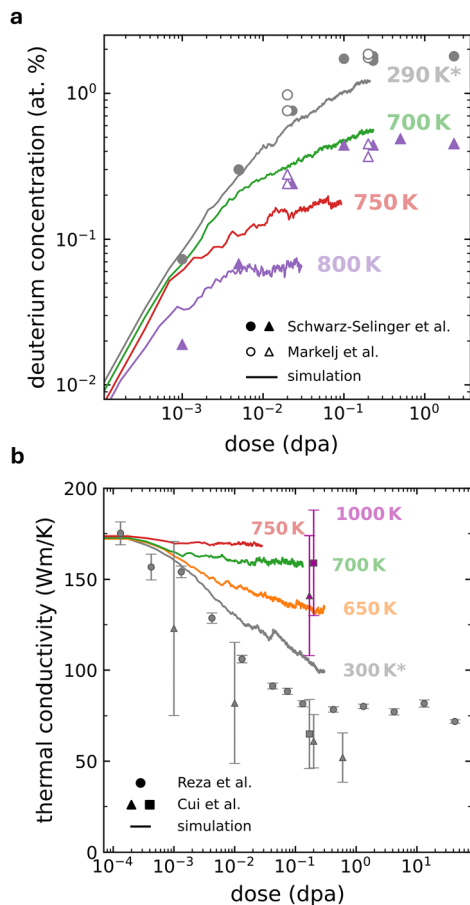 a
deuterium concentration (at. %)
10⁰
10⁻¹
10⁻²
290 K*
700 K
750 K
800 K
Schwarz-Selinger et al.
Markelj et al.
simulation
10⁻³
10⁻²
10⁻¹
10⁰
dose (dpa)
b
thermal conductivity (Wm/K)
200
150
100
50
0
750 K
1000 K
700 K
650 K
300 K*
Reza et al.
Cui et al.
simulation
10⁻⁴
10⁻³
10⁻²
10⁻¹
10⁰
10¹
dose (dpa)